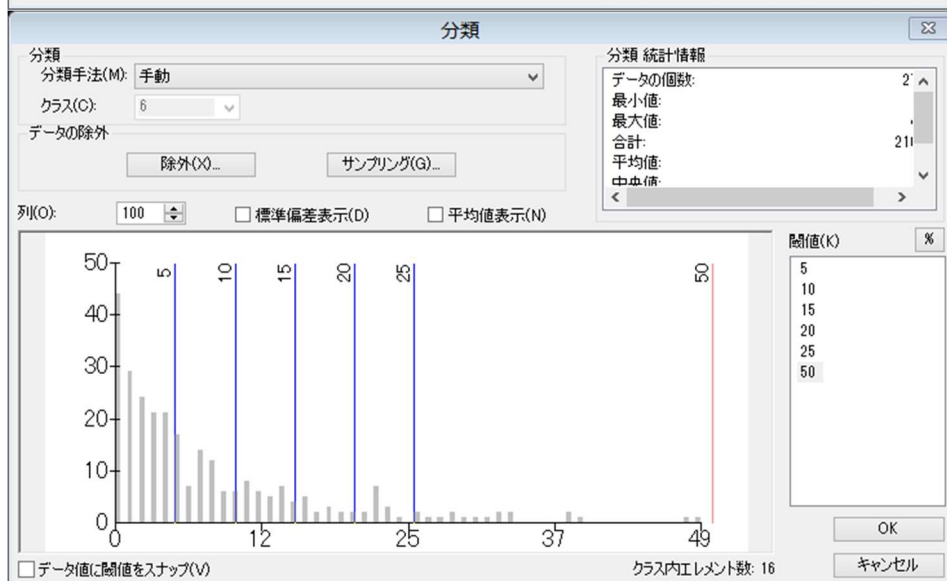 分類
分類
分類手法(M): 手動
クラス(C): 6
データの除外
除外(X)... サンプリング(G)...
分類 統計情報
データの個数:
最小値:
最大値:
合計:
平均値:
中央値:
列(O): 100 標準偏差表示(D) 平均値表示(N)
閾値(K) %
5
10
15
20
25
50
5 10 15 20 25 50
50
40
30
20
10
0
0 12 25 37 49
データ値に閾値をスナップ(V) クラス内エレメント数: 16
OK
キャンセル